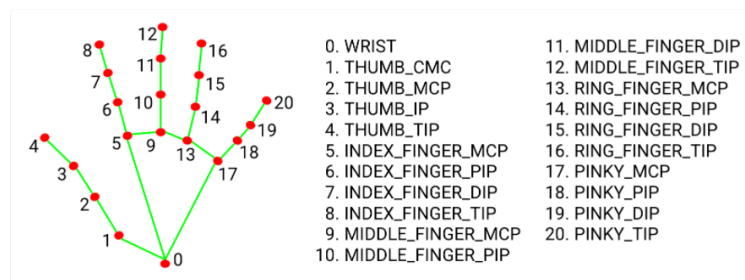 12
8
16
11
7
15
20
10
6
14
19
4
5
9
13
18
3
17
2
1
0
0. WRIST
1. THUMB_CMC
2. THUMB_MCP
3. THUMB_IP
4. THUMB_TIP
5. INDEX_FINGER_MCP
6. INDEX_FINGER_PIP
7. INDEX_FINGER_DIP
8. INDEX_FINGER_TIP
9. MIDDLE_FINGER_MCP
10. MIDDLE_FINGER_PIP
11. MIDDLE_FINGER_DIP
12. MIDDLE_FINGER_TIP
13. RING_FINGER_MCP
14. RING_FINGER_PIP
15. RING_FINGER_DIP
16. RING_FINGER_TIP
17. PINKY_MCP
18. PINKY_PIP
19. PINKY_DIP
20. PINKY_TIP